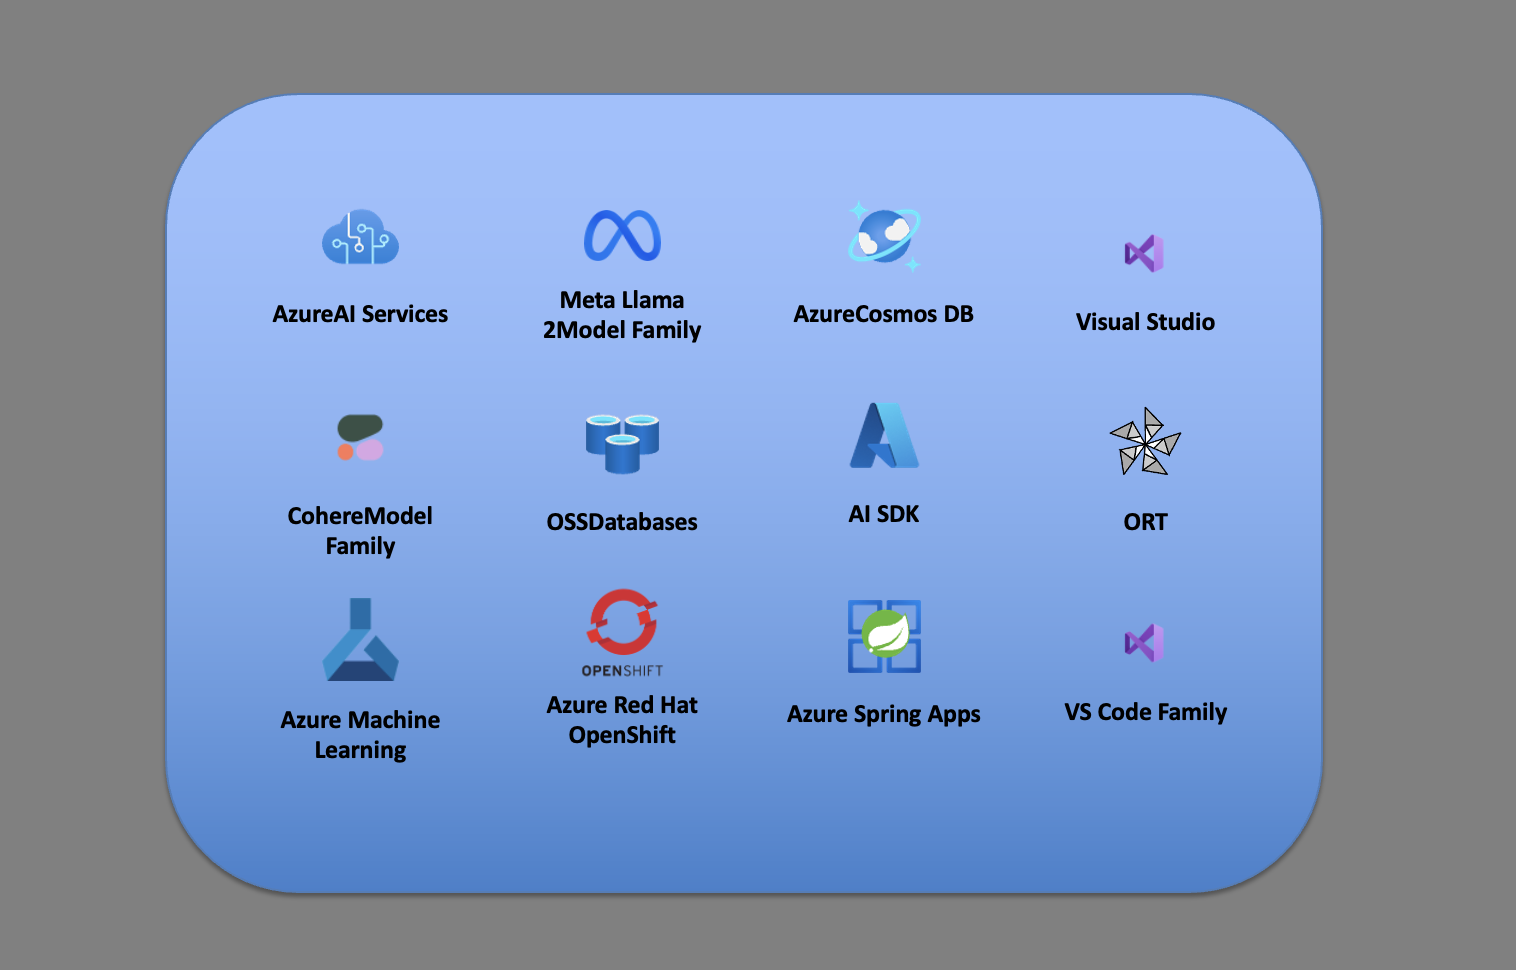 AzureAI Services
Meta Llama
2Model Family
AzureCosmos DB
Visual Studio
CohereModel
Family
OSSDatabases
AI SDK
ORT
Azure Machine
Learning
OPENSHIFT
Azure Red Hat
OpenShift
Azure Spring Apps
VS Code Family